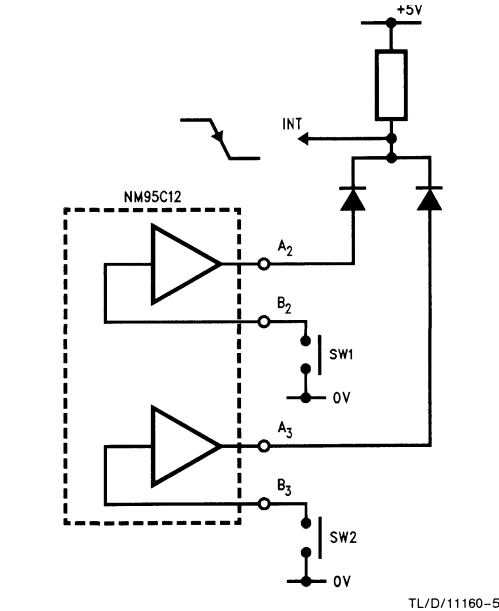 +5V
INT
NM95C12
A2
B2
SW1
0V
A3
B3
SW2
0V
TL/D/11160-5